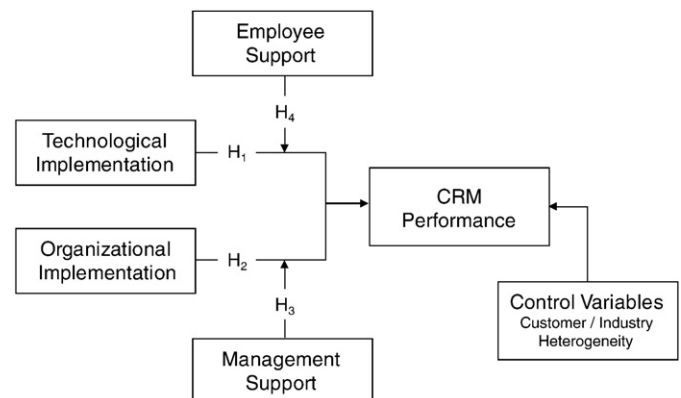 Employee
Support
H₄
Technological
Implementation
H₁
CRM
Performance
Organizational
Implementation
H₂
H₃
Control Variables
Customer / Industry
Heterogeneity
Management
Support